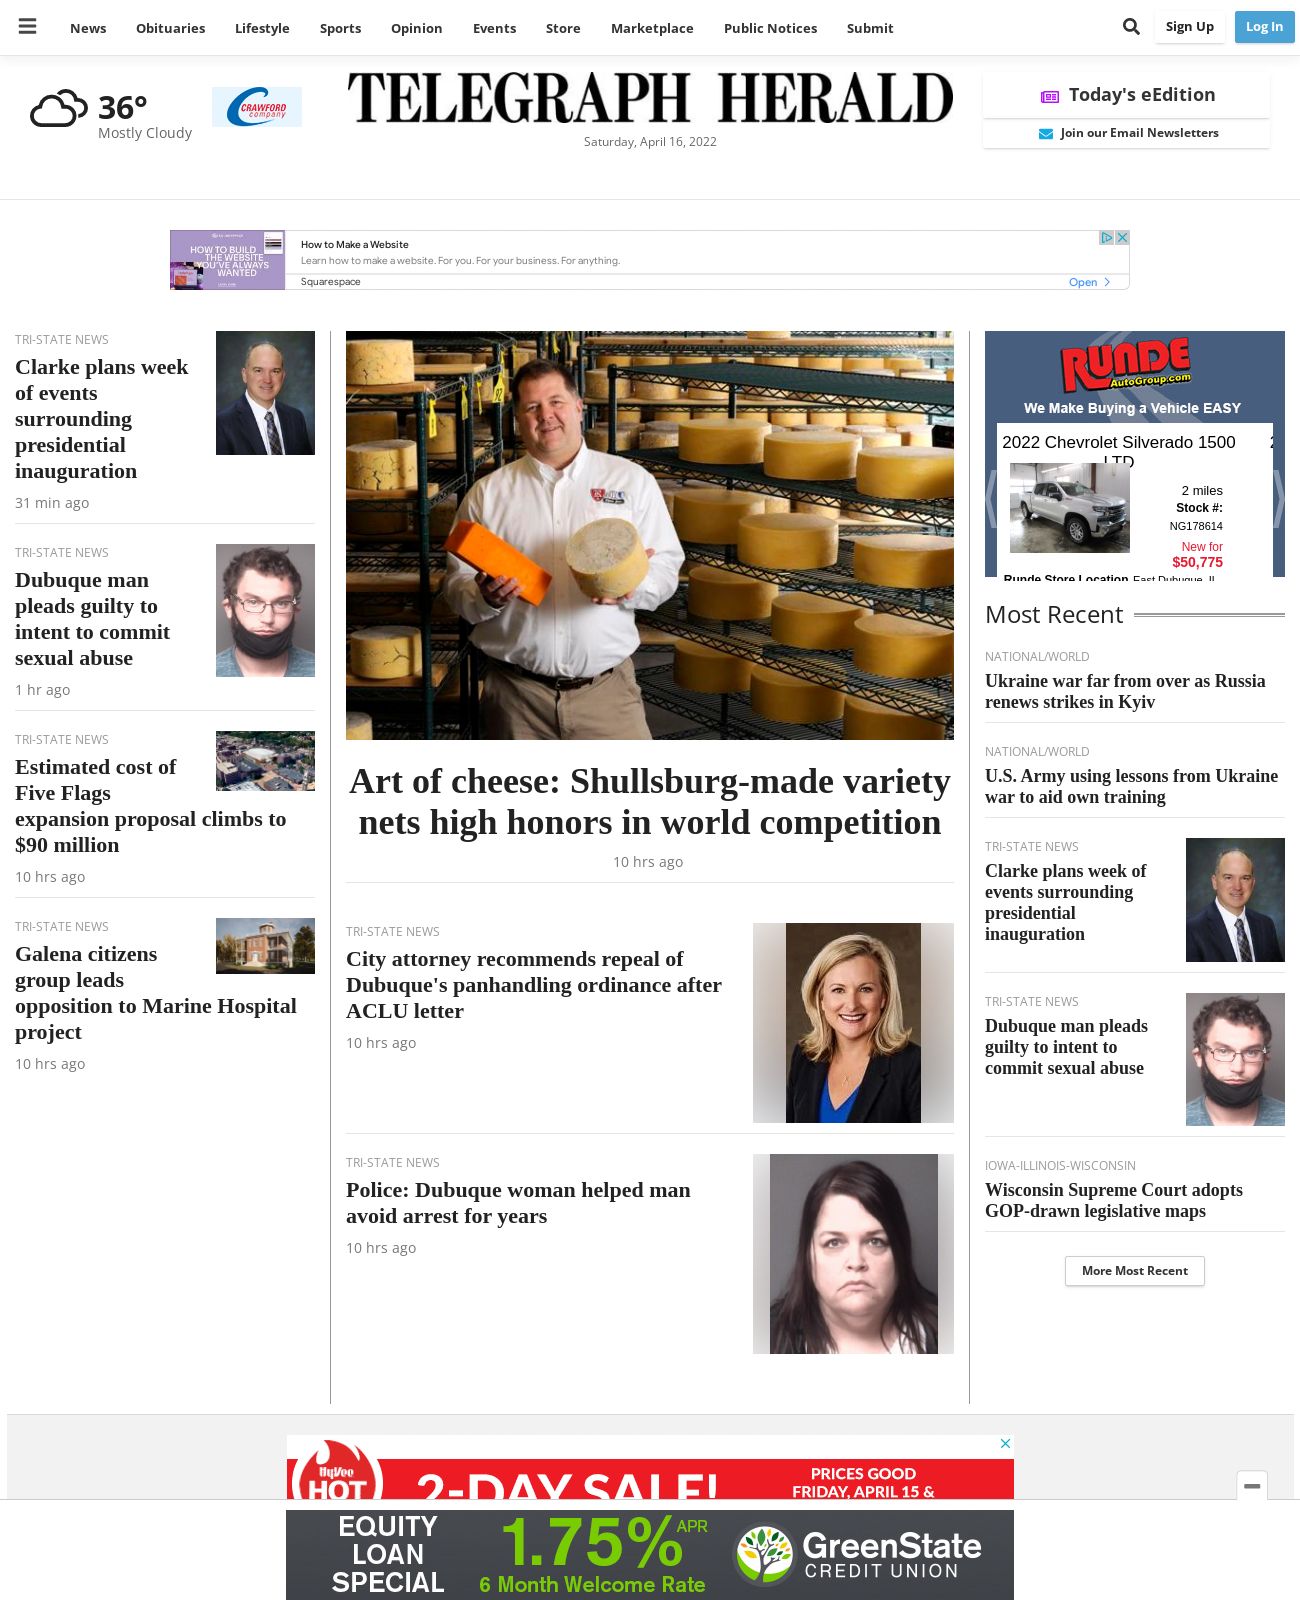 News Obituaries Lifestyle Sports Opinion Events Store Marketplace Public Notices Submit
Sign Up
Log In
36°
Mostly Cloudy
CRAWFORD
company
TELEGRAPH HERALD
Saturday, April 16, 2022
Today's eEdition
Join our Email Newsletters
HOW TO BUILD
THE WEBSITE
YOU'VE ALWAYS
WANTED
How to Make a Website
Learn how to make a website. For you. For your business. For anything.
Squarespace
Open
TRI-STATE NEWS
Clarke plans week
of events
surrounding
presidential
inauguration
31 min ago
TRI-STATE NEWS
Dubuque man
pleads guilty to
intent to commit
sexual abuse
1 hr ago
TRI-STATE NEWS
Estimated cost of
Five Flags
expansion proposal climbs to
$90 million
10 hrs ago
TRI-STATE NEWS
Galena citizens
group leads
opposition to Marine Hospital
project
10 hrs ago
Art of cheese: Shullsburg-made variety
nets high honors in world competition
10 hrs ago
TRI-STATE NEWS
City attorney recommends repeal of
Dubuque's panhandling ordinance after
ACLU letter
10 hrs ago
TRI-STATE NEWS
Police: Dubuque woman helped man
avoid arrest for years
10 hrs ago
RUNDE
AutoGroup.com
We Make Buying a Vehicle EASY
2022 Chevrolet Silverado 1500
LTD
2 miles
Stock #:
NG178614
New for
$50,775
Runde Store Location East Dubuque, IL
Most Recent
NATIONAL/WORLD
Ukraine war far from over as Russia
renews strikes in Kyiv
NATIONAL/WORLD
U.S. Army using lessons from Ukraine
war to aid own training
TRI-STATE NEWS
Clarke plans week of
events surrounding
presidential
inauguration
TRI-STATE NEWS
Dubuque man pleads
guilty to intent to
commit sexual abuse
IOWA-ILLINOIS-WISCONSIN
Wisconsin Supreme Court adopts
GOP-drawn legislative maps
More Most Recent
HyVee
HOT
2-DAY SALE!
PRICES GOOD
FRIDAY, APRIL 15 &
EQUITY
LOAN
SPECIAL
1.75% APR
6 Month Welcome Rate
GreenState
CREDIT UNION